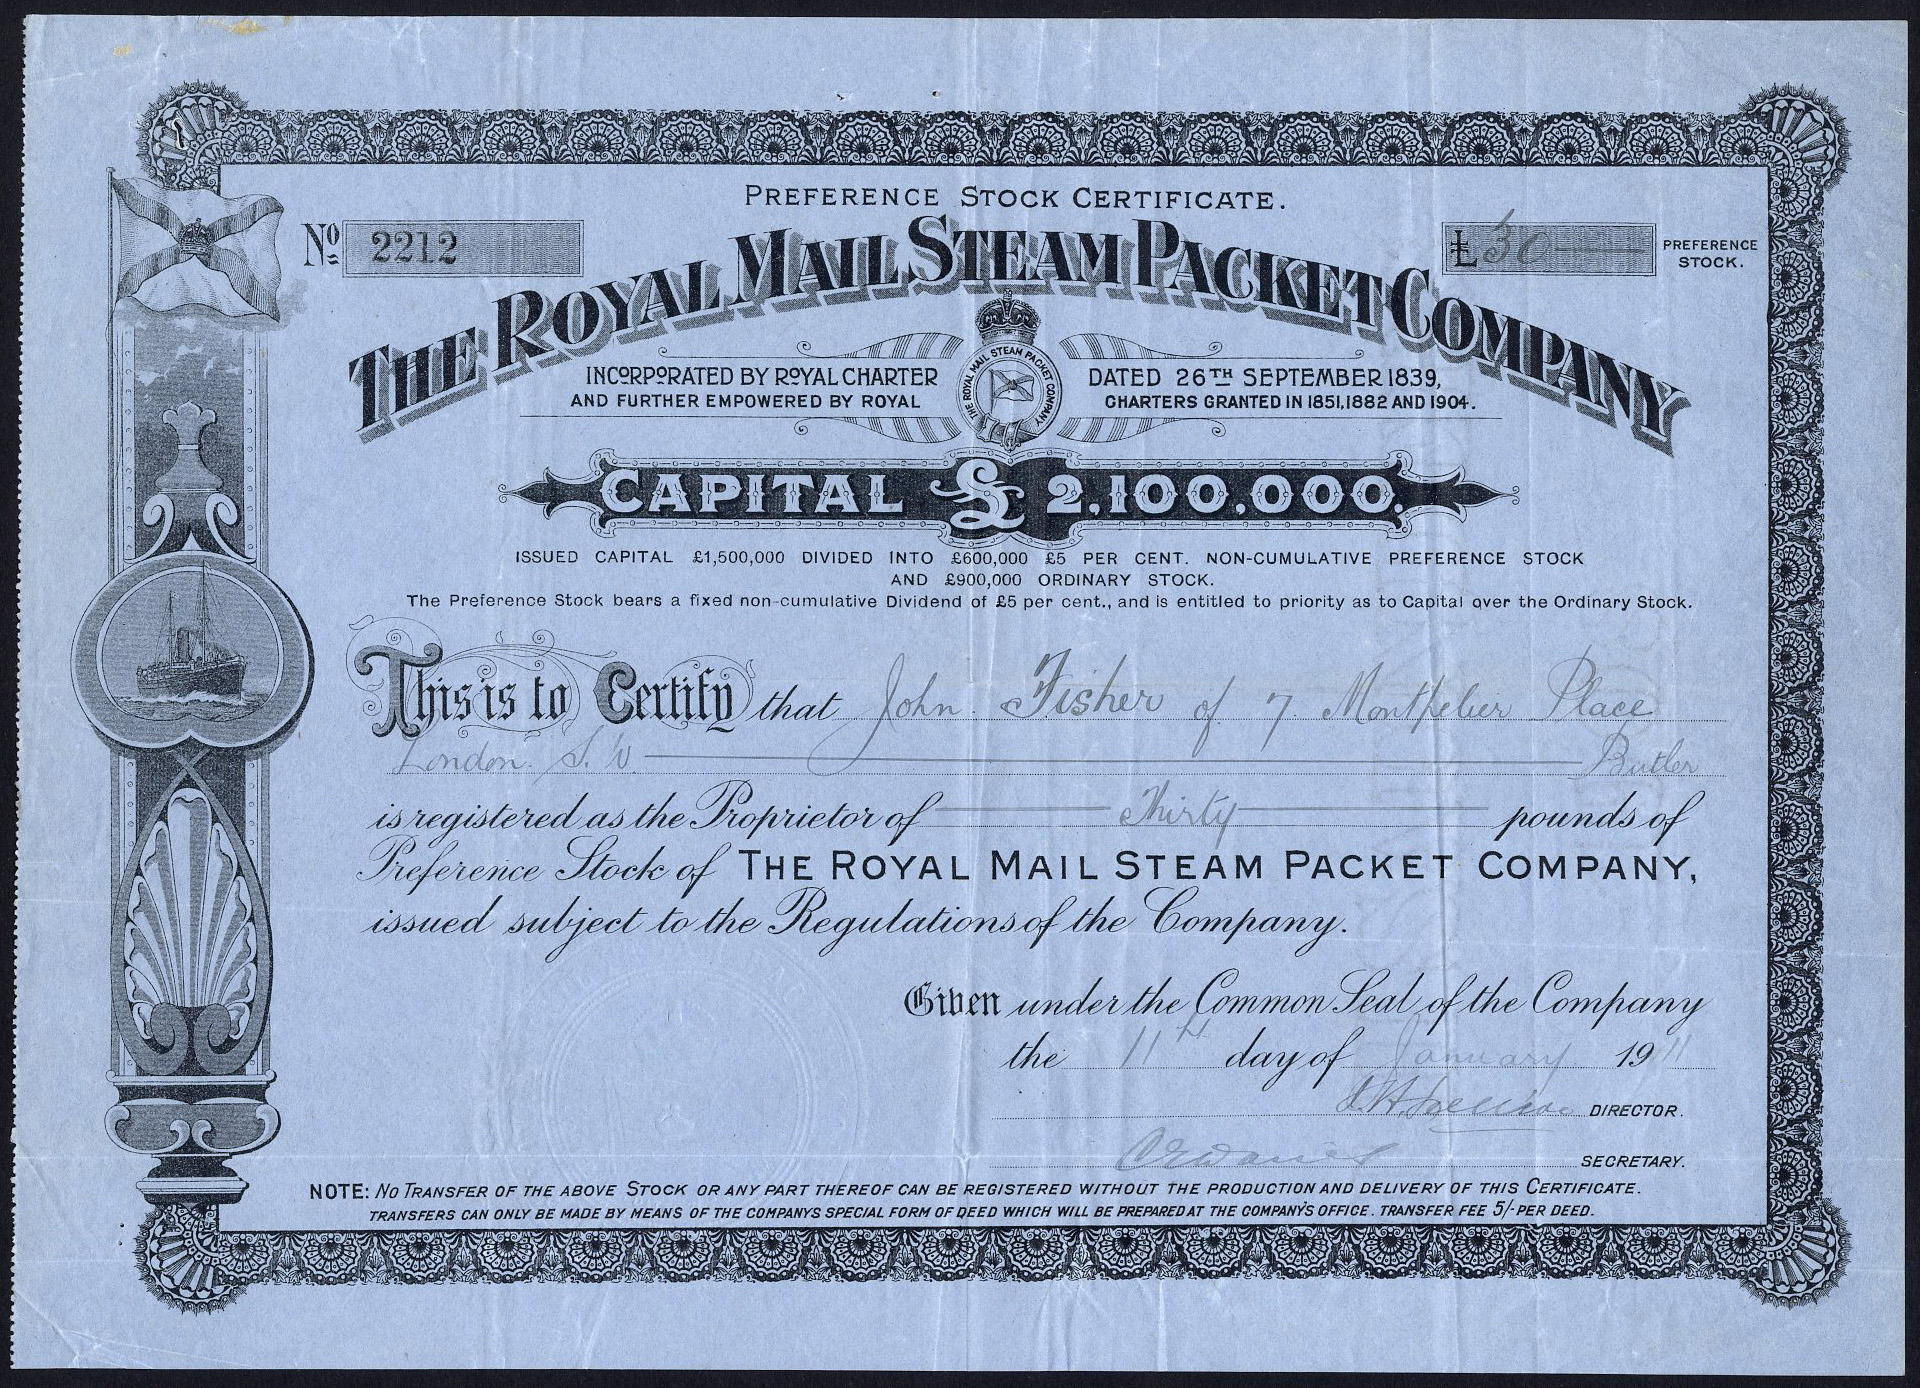 PREFERENCE STOCK CERTIFICATE.
No 2212
£30 PREFERENCE STOCK.
THE ROYAL MAIL STEAM PACKET COMPANY
THE ROYAL MAIL STEAM PACKET COMPANY
INCORPORATED BY ROYAL CHARTER DATED 26TH SEPTEMBER 1839,
AND FURTHER EMPOWERED BY ROYAL CHARTERS GRANTED IN 1851, 1882 AND 1904.
CAPITAL £2,100,000.
ISSUED CAPITAL £1,500,000 DIVIDED INTO £600,000 £5 PER CENT. NON-CUMULATIVE PREFERENCE STOCK
AND £900,000 ORDINARY STOCK.
The Preference Stock bears a fixed non-cumulative Dividend of £5 per cent., and is entitled to priority as to Capital over the Ordinary Stock.
This is to Certify that John Fisher of 7. Montpelier Place
London. S.W Butler
is registered as the Proprietor of Thirty pounds of
Preference Stock of THE ROYAL MAIL STEAM PACKET COMPANY,
issued subject to the Regulations of the Company.
Given under the Common Seal of the Company
the 11th day of January 1911
DIRECTOR.
SECRETARY.
NOTE: NO TRANSFER OF THE ABOVE STOCK OR ANY PART THEREOF CAN BE REGISTERED WITHOUT THE PRODUCTION AND DELIVERY OF THIS CERTIFICATE.
TRANSFERS CAN ONLY BE MADE BY MEANS OF THE COMPANYS SPECIAL FORM OF DEED WHICH WILL BE PREPARED AT THE COMPANY'S OFFICE. TRANSFER FEE 5/- PER DEED.